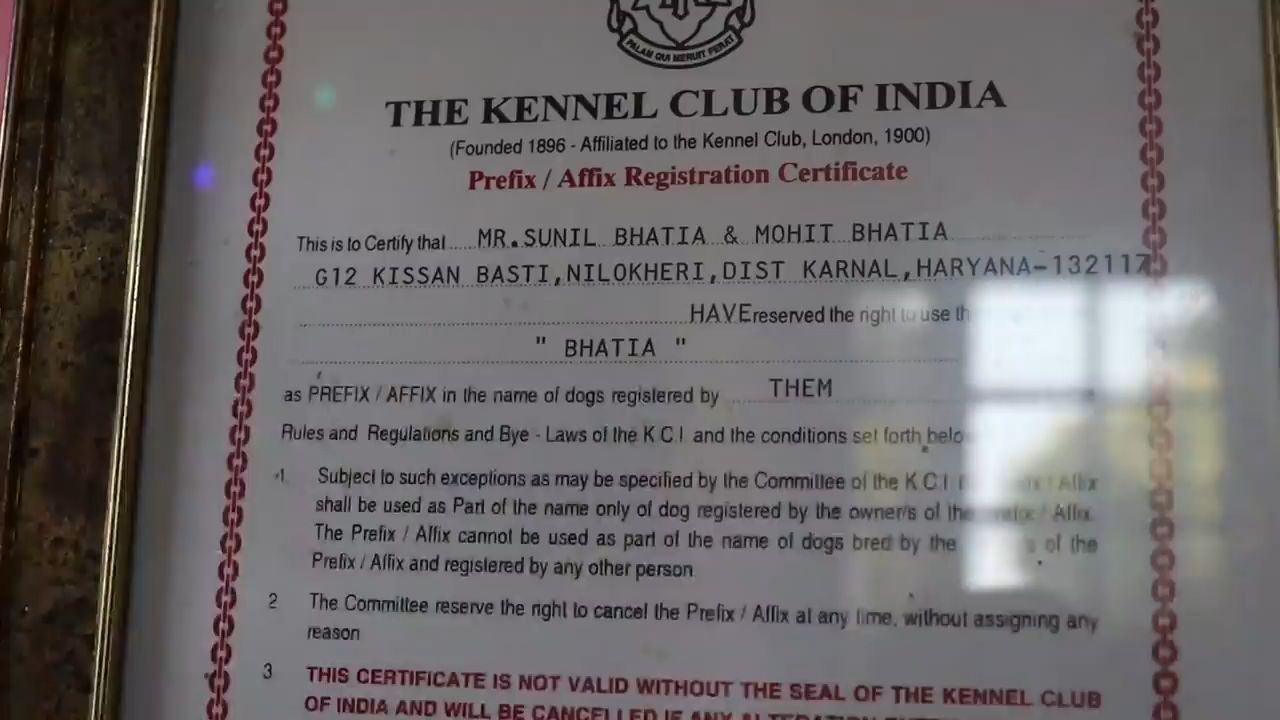 PALAM QUI MERUIT FERAT
THE KENNEL CLUB OF INDIA
(Founded 1896 - Affiliated to the Kennel Club, London, 1900)
Prefix / Affix Registration Certificate
This is to Certify that MR.SUNIL BHATIA & MOHIT BHATIA
G12 KISSAN BASTI,NILOKHERI,DIST KARNAL,HARYANA-132117
HAVE reserved the right to use
" BHATIA "
as PREFIX / AFFIX in the name of dogs registered by THEM
Rules and Regulations and Bye - Laws of the K C I and the conditions set forth
1. Subject to such exceptions as may be specified by the Committee of the K C I / Affix
shall be used as Part of the name only of dog registered by the owner/s of the Prefix / Affix.
The Prefix / Affix cannot be used as part of the name of dogs bred by the of the
Prefix / Affix and registered by any other person
2 The Committee reserve the right to cancel the Prefix / Affix at any time, without assigning any
reason
3 THIS CERTIFICATE IS NOT VALID WITHOUT THE SEAL OF THE KENNEL CLUB
OF INDIA AND WILL BE CANCELLED IF ANY